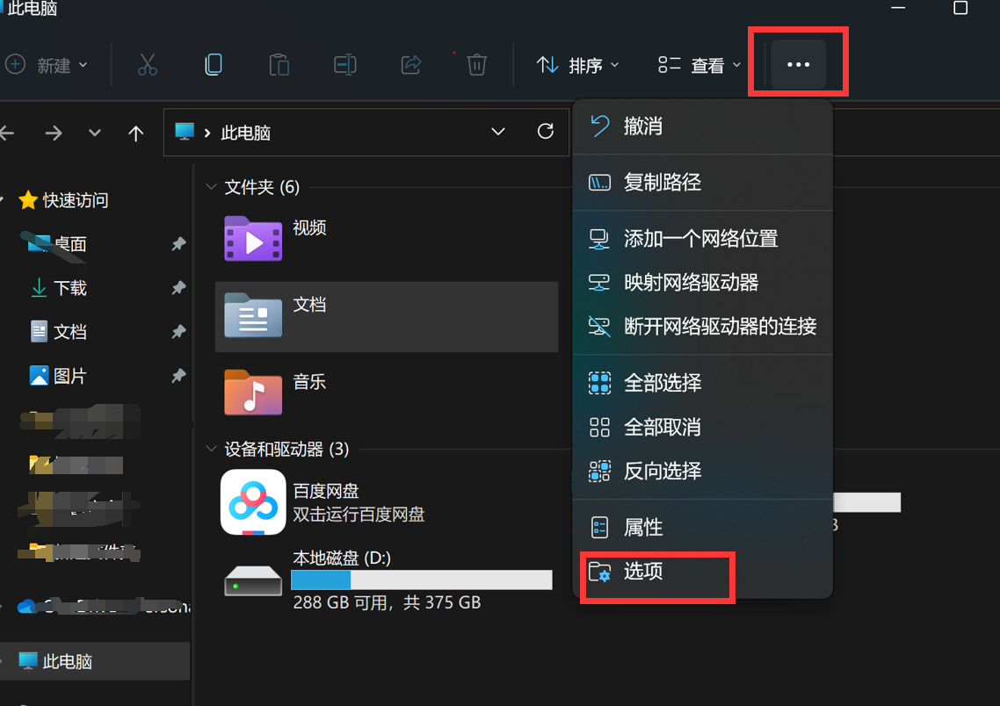 此电脑
新建
排序
查看
此电脑
撤消
复制路径
添加一个网络位置
映射网络驱动器
断开网络驱动器的连接
全部选择
全部取消
反向选择
属性
选项
快速访问
桌面
下载
文档
图片
此电脑
文件夹 (6)
视频
文档
音乐
设备和驱动器 (3)
百度网盘
双击运行百度网盘
本地磁盘 (D:)
288 GB 可用，共 375 GB